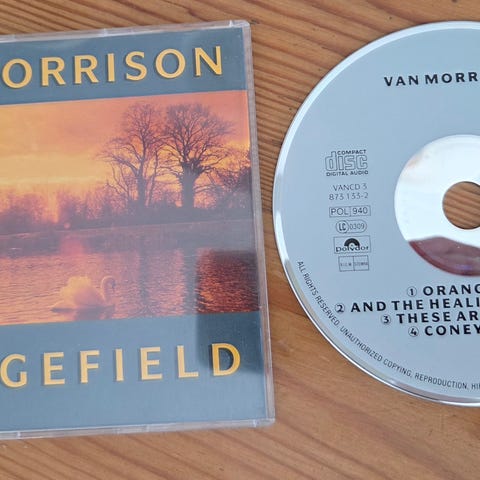 ORRISON
GEFIELD
VAN MORR
COMPACT
disc
DIGITAL AUDIO
VANCD 3
873 133-2
POL 940
LC 0309
polydor
① ORANG
② AND THE HEALI
③ THESE AR
④ CONEY
ALL RIGHTS RESERVED. UNAUTHORIZED COPYING, REPRODUCTION, HI